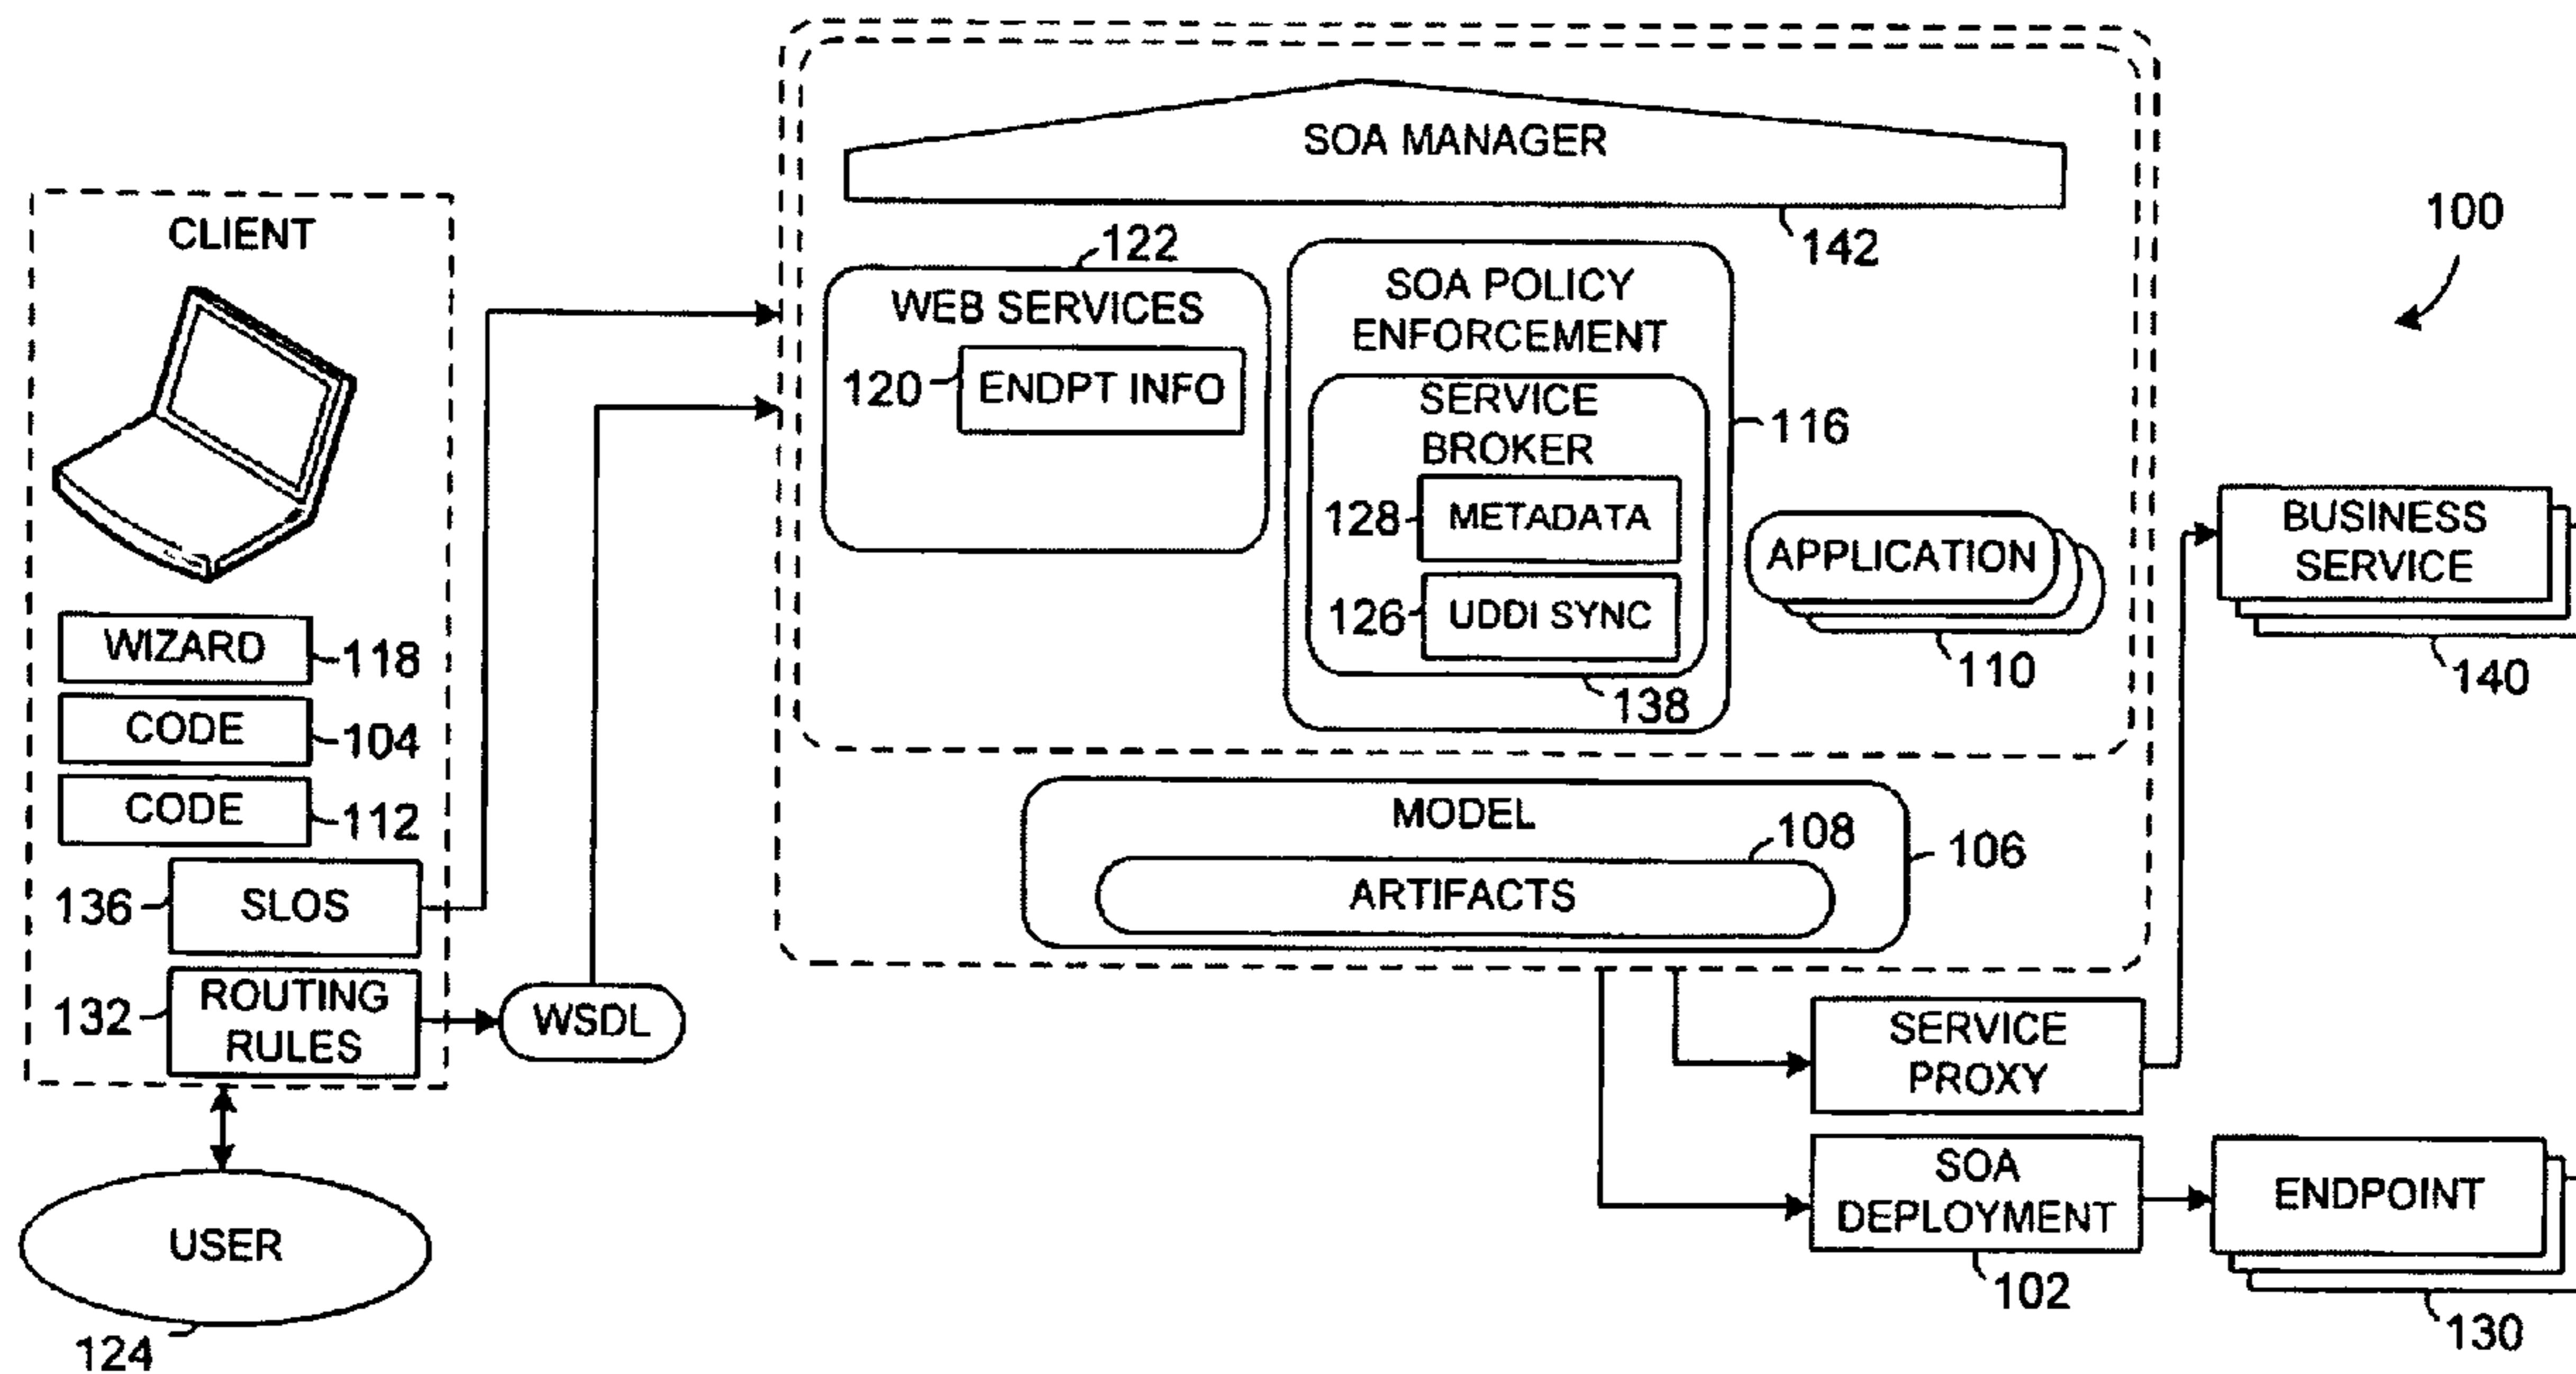 CLIENT
WIZARD
118
CODE
104
CODE
112
136
SLOS
132
ROUTING
RULES
WSDL
USER
124
SOA MANAGER
142
122
WEB SERVICES
120
ENDPT INFO
SOA POLICY
ENFORCEMENT
116
SERVICE
BROKER
128
METADATA
126
UDDI SYNC
138
APPLICATION
110
MODEL
108
106
ARTIFACTS
100
BUSINESS
SERVICE
140
SERVICE
PROXY
SOA
DEPLOYMENT
102
ENDPOINT
130